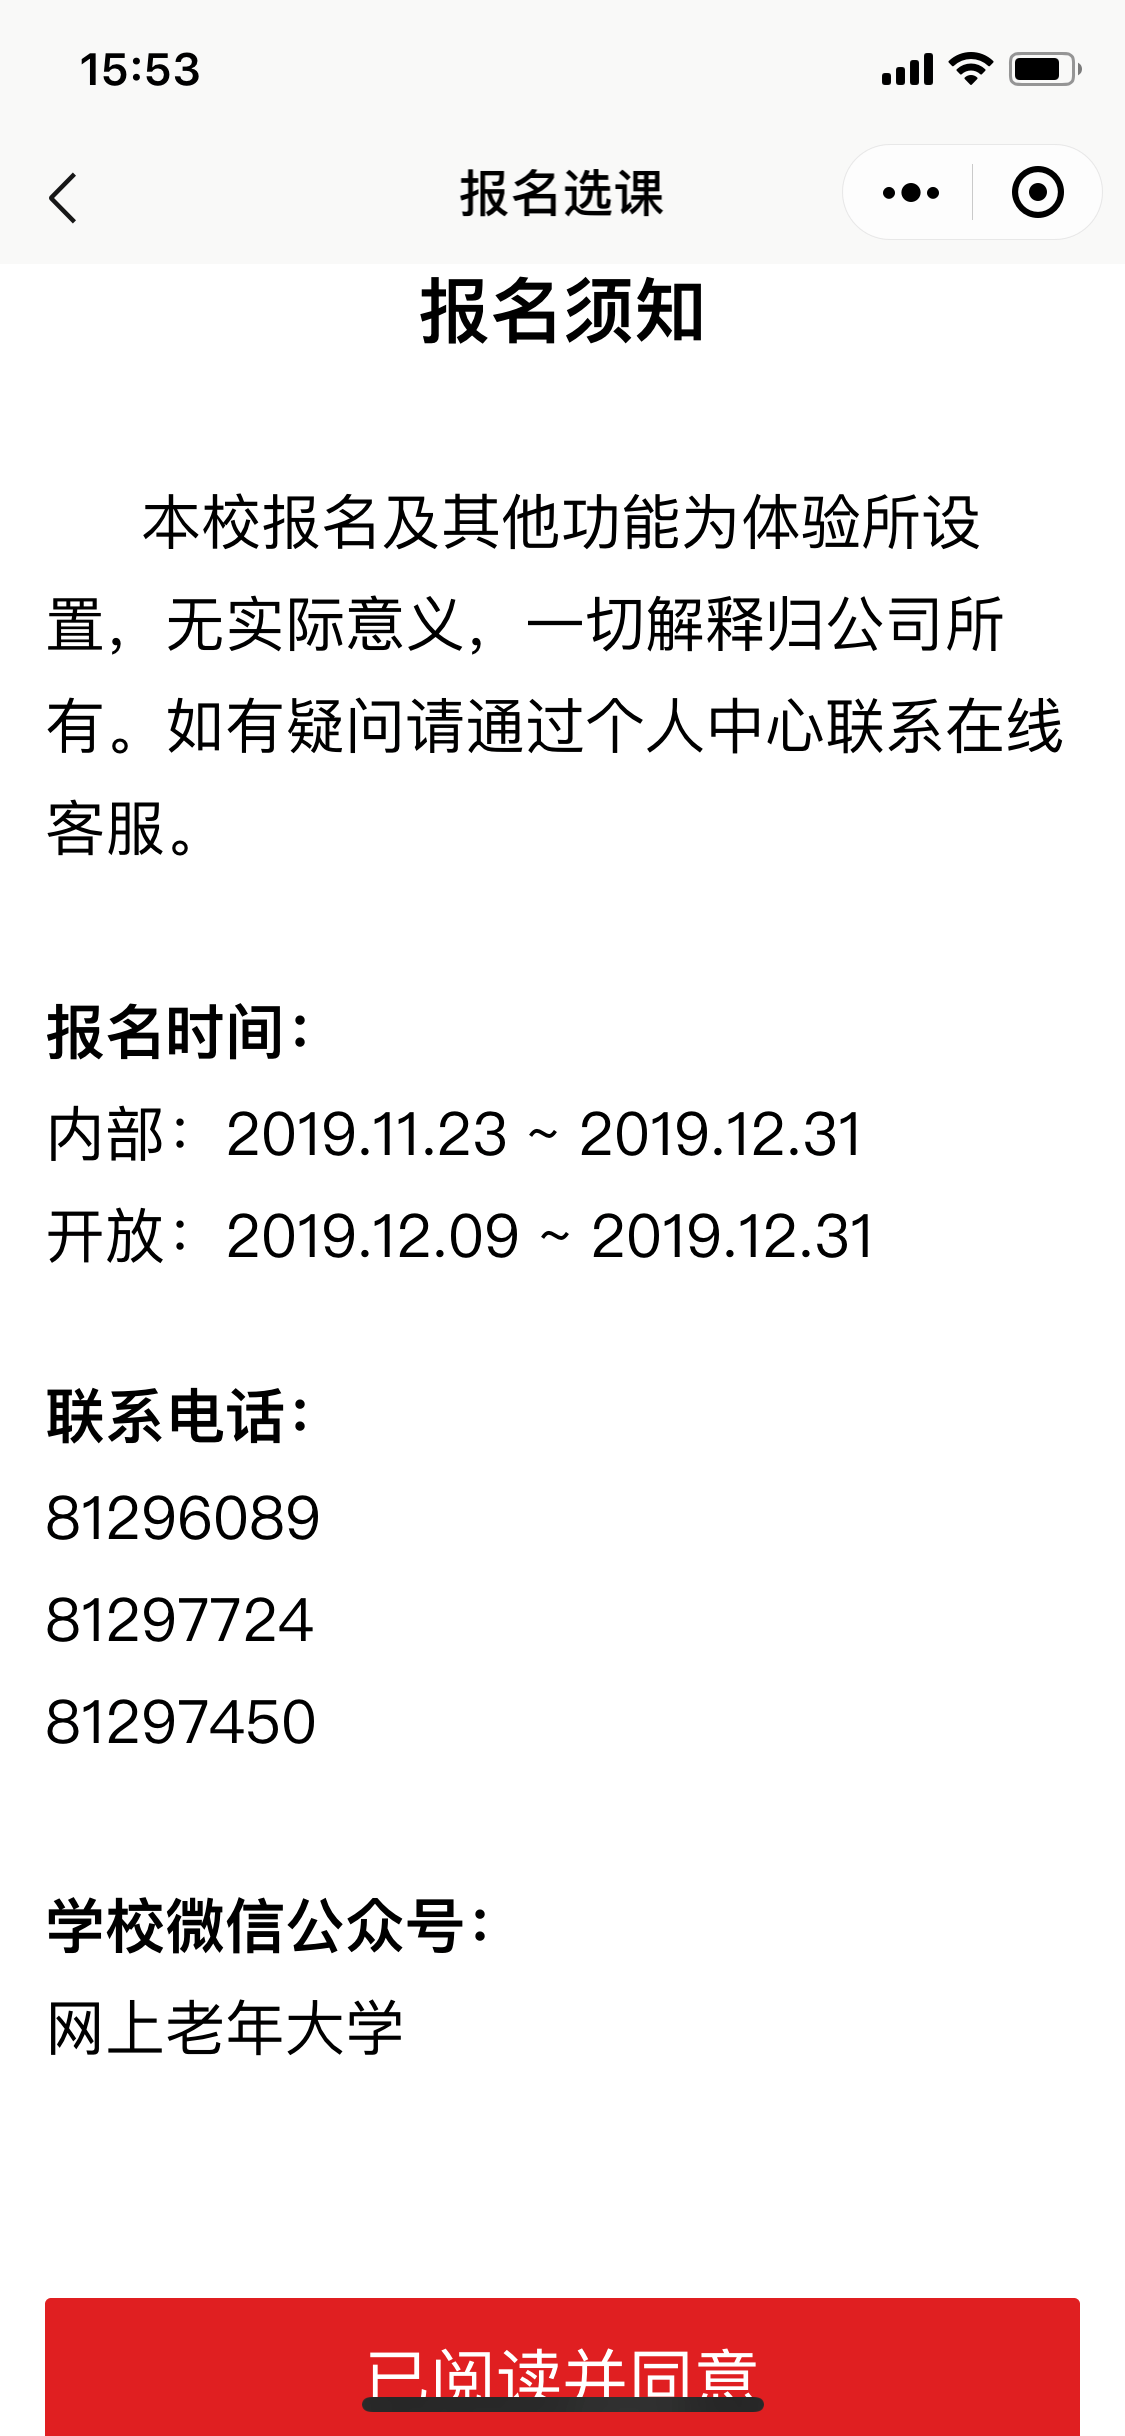 15:53
报名选课
报名须知
本校报名及其他功能为体验所设
置，无实际意义，一切解释归公司所
有。如有疑问请通过个人中心联系在线
客服。
报名时间：
内部：2019.11.23 ~ 2019.12.31
开放：2019.12.09 ~ 2019.12.31
联系电话：
81296089
81297724
81297450
学校微信公众号：
网上老年大学
已阅读并同意